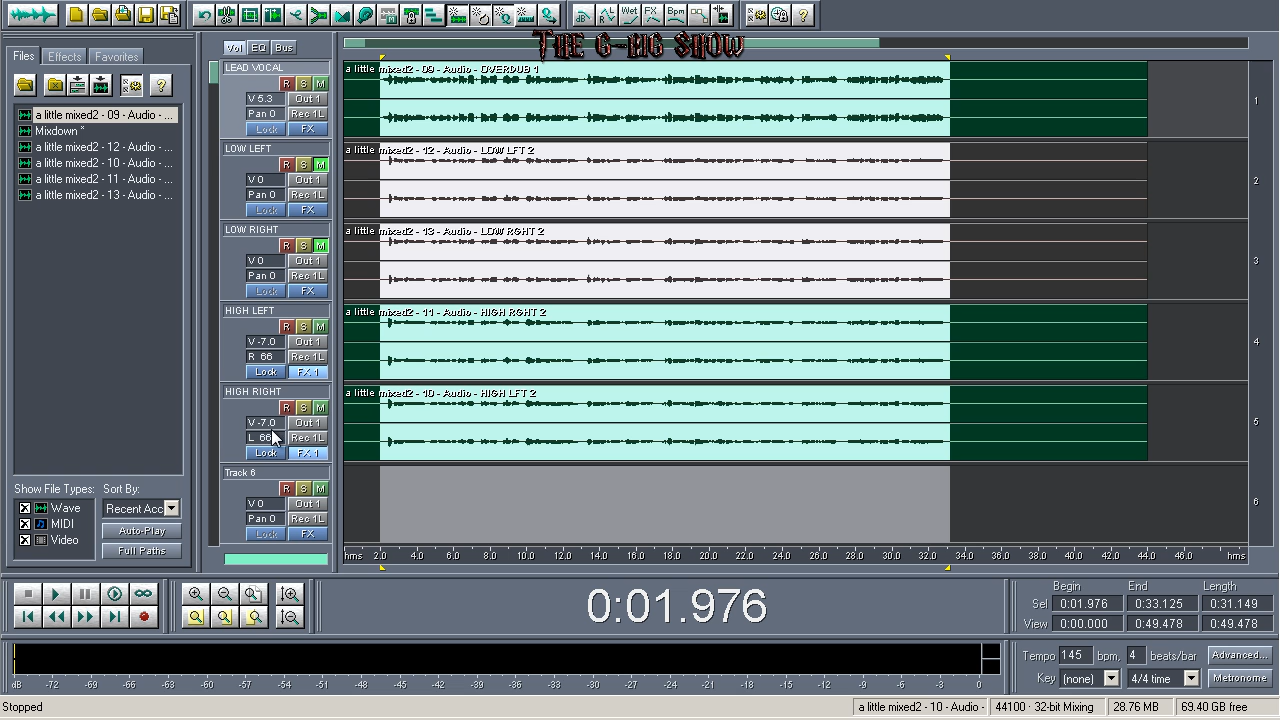 Wet
FX
Bpm
THE G-MG SHOW
Files
Effects
Favorites
a little mixed2 - 09 - Audio - ...
Mixdown *
a little mixed2 - 12 - Audio - ...
a little mixed2 - 10 - Audio - ...
a little mixed2 - 11 - Audio - ...
a little mixed2 - 13 - Audio - ...
Show File Types:
Sort By:
Wave
Recent Acc
MIDI
Auto-Play
Video
Full Paths
Vol
EQ
Bus
LEAD VOCAL
R S M
V 5.3
Out 1
Pan 0
Rec 1L
Lock
FX
a little mixed2 - 09 - Audio - OVERDUB 1
1
LOW LEFT
R S M
V 0
Out 1
Pan 0
Rec 1L
Lock
FX
a little mixed2 - 12 - Audio - LOW LFT 2
2
LOW RIGHT
R S M
V 0
Out 1
Pan 0
Rec 1L
Lock
FX
a little mixed2 - 13 - Audio - LOW RGHT 2
3
HIGH LEFT
R S M
V -7.0
Out 1
R 66
Rec 1L
Lock
FX 1
a little mixed2 - 11 - Audio - HIGH RGHT 2
4
HIGH RIGHT
R S M
V -7.0
Out 1
L 66
Rec 1L
Lock
FX 1
a little mixed2 - 10 - Audio - HIGH LFT 2
5
Track 6
R S M
V 0
Out 1
Pan 0
Rec 1L
Lock
FX
6
hms 2.0 4.0 6.0 8.0 10.0 12.0 14.0 16.0 18.0 20.0 22.0 24.0 26.0 28.0 30.0 32.0 34.0 36.0 38.0 40.0 42.0 44.0 46.0 hms
0:01.976
Begin End Length
Sel 0:01.976 0:33.125 0:31.149
View 0:00.000 0:49.478 0:49.478
Tempo 145 bpm, 4 beats/bar Advanced...
Key (none) 4/4 time Metronome
dB -72 -69 -66 -63 -60 -57 -54 -51 -48 -45 -42 -39 -36 -33 -30 -27 -24 -21 -18 -15 -12 -9 -6 -3 0
Stopped
a little mixed2 - 10 - Audio -
44100 · 32-bit Mixing
28.76 MB
69.40 GB free